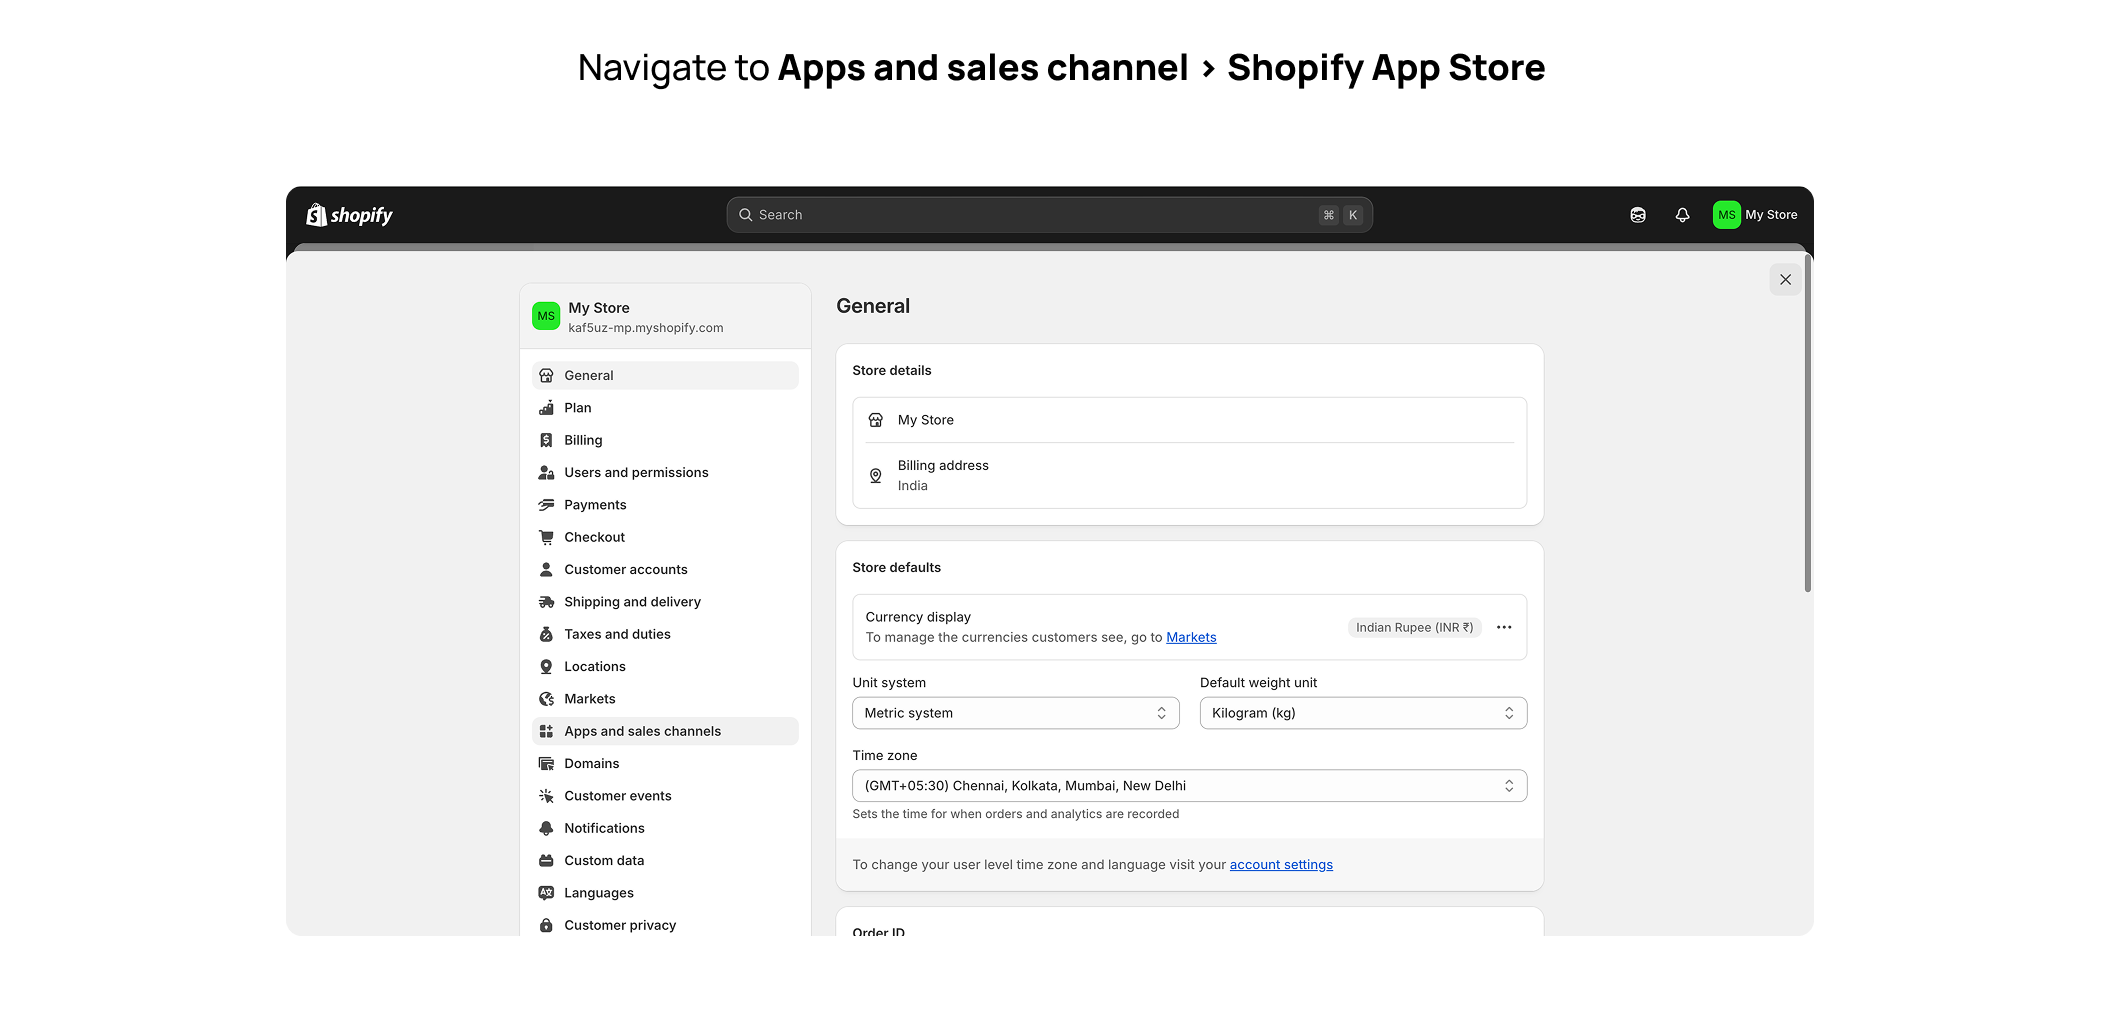 Navigate to Apps and sales channel > Shopify App Store
shopify
Search
⌘ K
MS My Store
MS
My Store
kaf5uz-mp.myshopify.com
General
Plan
Billing
Users and permissions
Payments
Checkout
Customer accounts
Shipping and delivery
Taxes and duties
Locations
Markets
Apps and sales channels
Domains
Customer events
Notifications
Custom data
Languages
Customer privacy
General
Store details
My Store
Billing address
India
Store defaults
Currency display
To manage the currencies customers see, go to Markets
Indian Rupee (INR ₹)
Unit system
Metric system
Default weight unit
Kilogram (kg)
Time zone
(GMT+05:30) Chennai, Kolkata, Mumbai, New Delhi
Sets the time for when orders and analytics are recorded
To change your user level time zone and language visit your account settings
Order ID